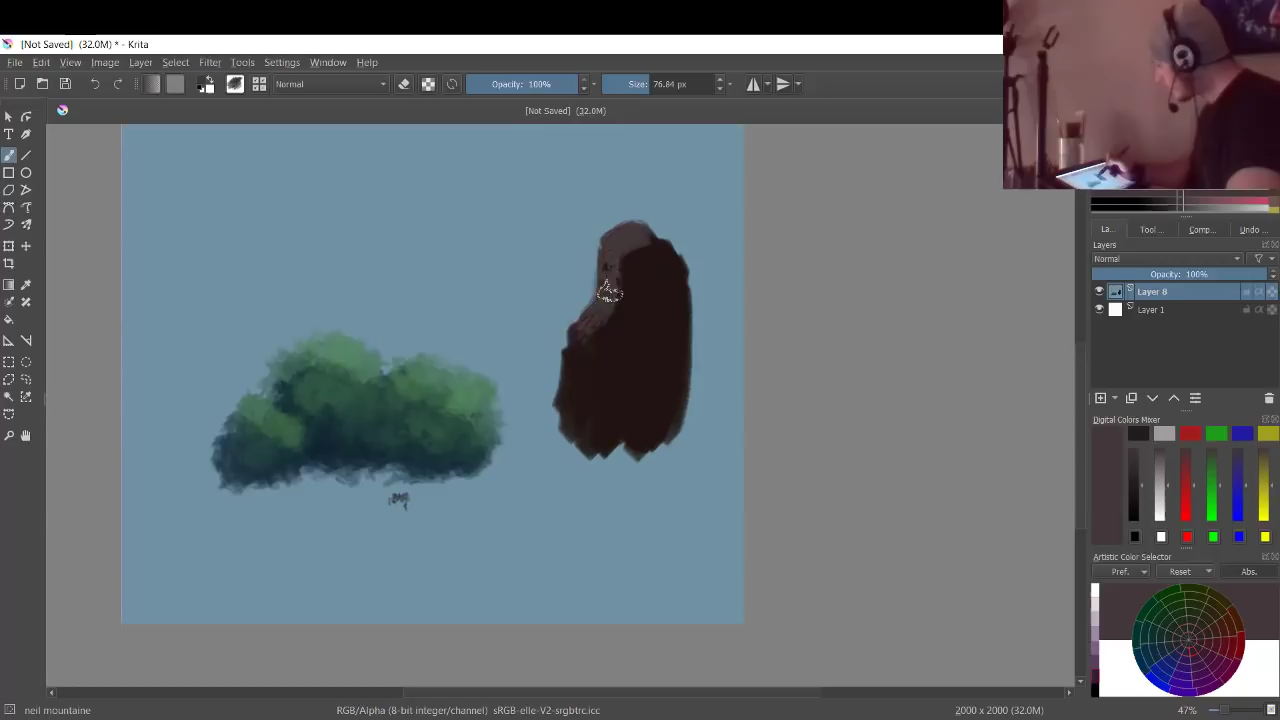 [Not Saved] (32.0M) * - Krita
File Edit View Image Layer Select Filter Tools Settings Window Help
Normal Opacity: 100% Size: 76.84 px
[Not Saved] (32.0M)
La... Tool ... Comp... Undo ...
Layers
Normal
Opacity: 100%
Layer 8
Layer 1
Digital Colors Mixer
Artistic Color Selector
Pref. Reset Abs.
neil mountaine RGB/Alpha (8-bit integer/channel) sRGB-elle-V2-srgbtrc.icc 2000 x 2000 (32.0M) 47%